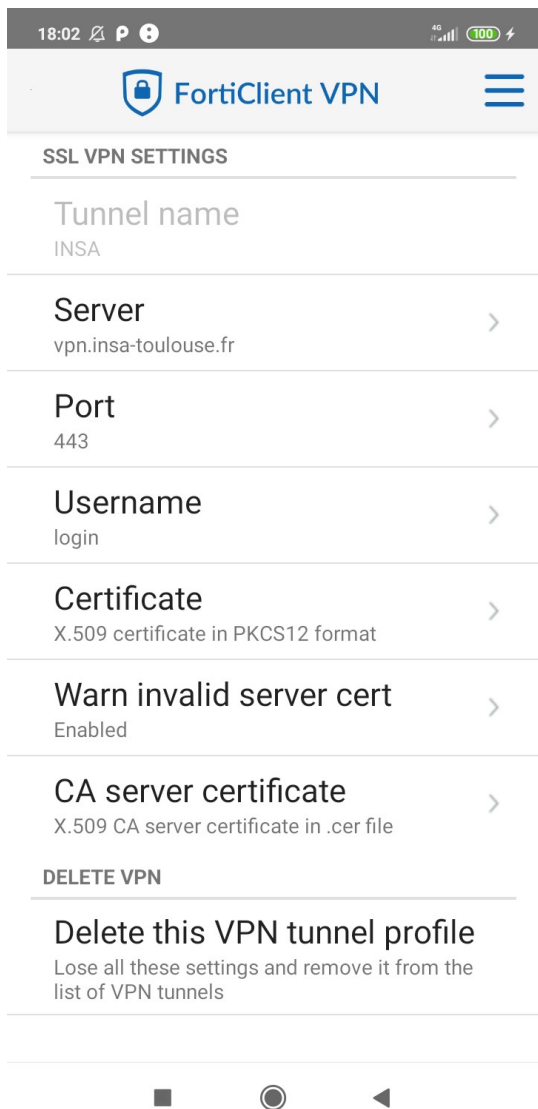 18:02
4G
100
FortiClient VPN
SSL VPN SETTINGS
Tunnel name
INSA
Server
vpn.insa-toulouse.fr
Port
443
Username
login
Certificate
X.509 certificate in PKCS12 format
Warn invalid server cert
Enabled
CA server certificate
X.509 CA server certificate in .cer file
DELETE VPN
Delete this VPN tunnel profile
Lose all these settings and remove it from the
list of VPN tunnels